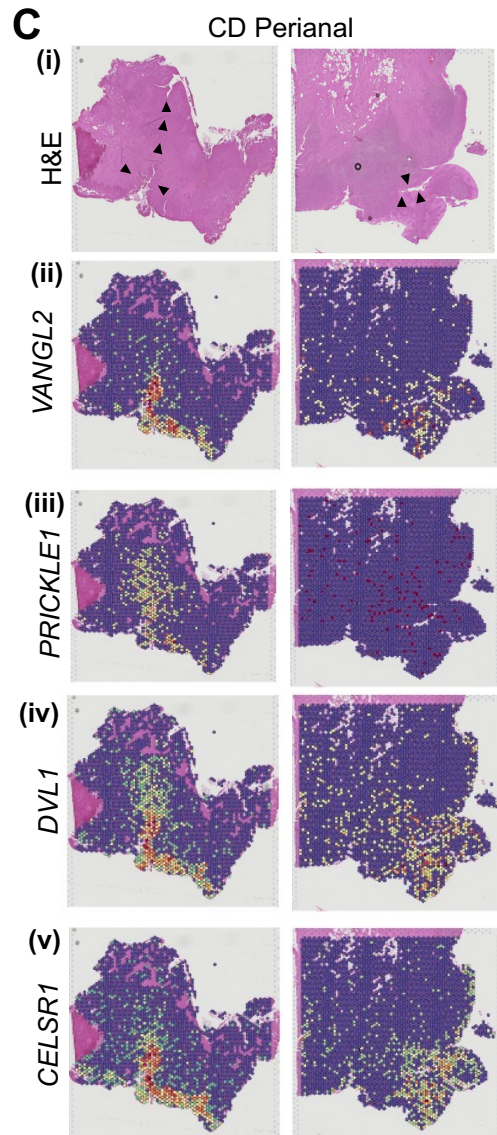 C
CD Perianal
(i)
H&E
(ii)
VANGL2
(iii)
PRICKLE1
(iv)
DVL1
(v)
CELSR1